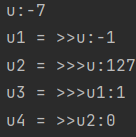 u:-7
u1 = >>u:-1
u2 = >>>u:127
u3 = >>>u1:1
u4 = >>u2:0